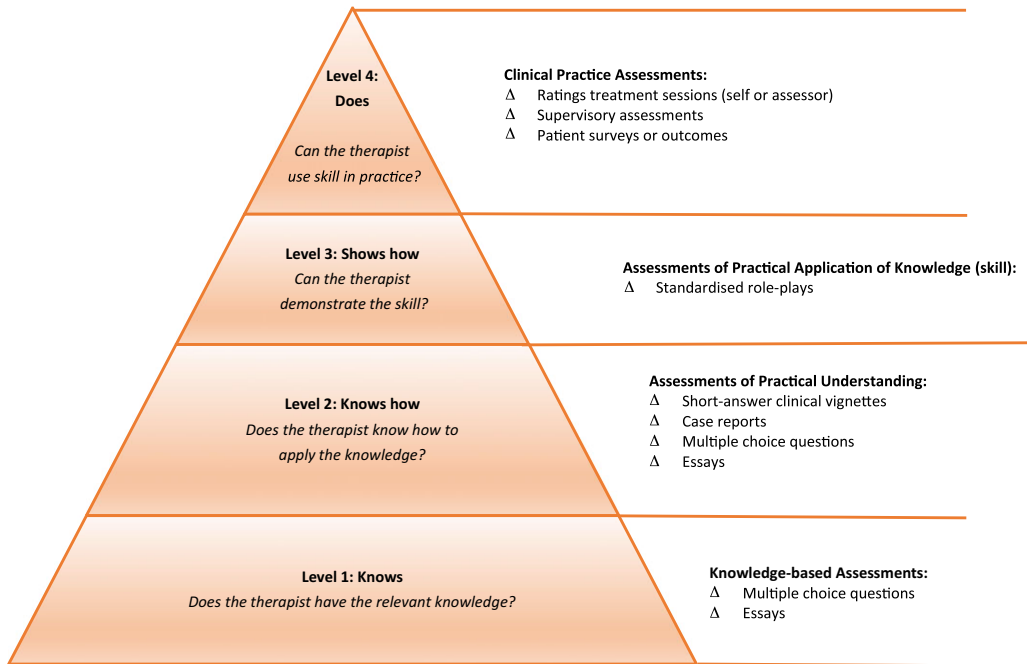 Level 4:
Does
Can the therapist
use skill in practice?
Clinical Practice Assessments:
Δ Ratings treatment sessions (self or assessor)
Δ Supervisory assessments
Δ Patient surveys or outcomes
Level 3: Shows how
Can the therapist
demonstrate the skill?
Assessments of Practical Application of Knowledge (skill):
Δ Standardised role-plays
Level 2: Knows how
Does the therapist know how to
apply the knowledge?
Assessments of Practical Understanding:
Δ Short-answer clinical vignettes
Δ Case reports
Δ Multiple choice questions
Δ Essays
Level 1: Knows
Does the therapist have the relevant knowledge?
Knowledge-based Assessments:
Δ Multiple choice questions
Δ Essays